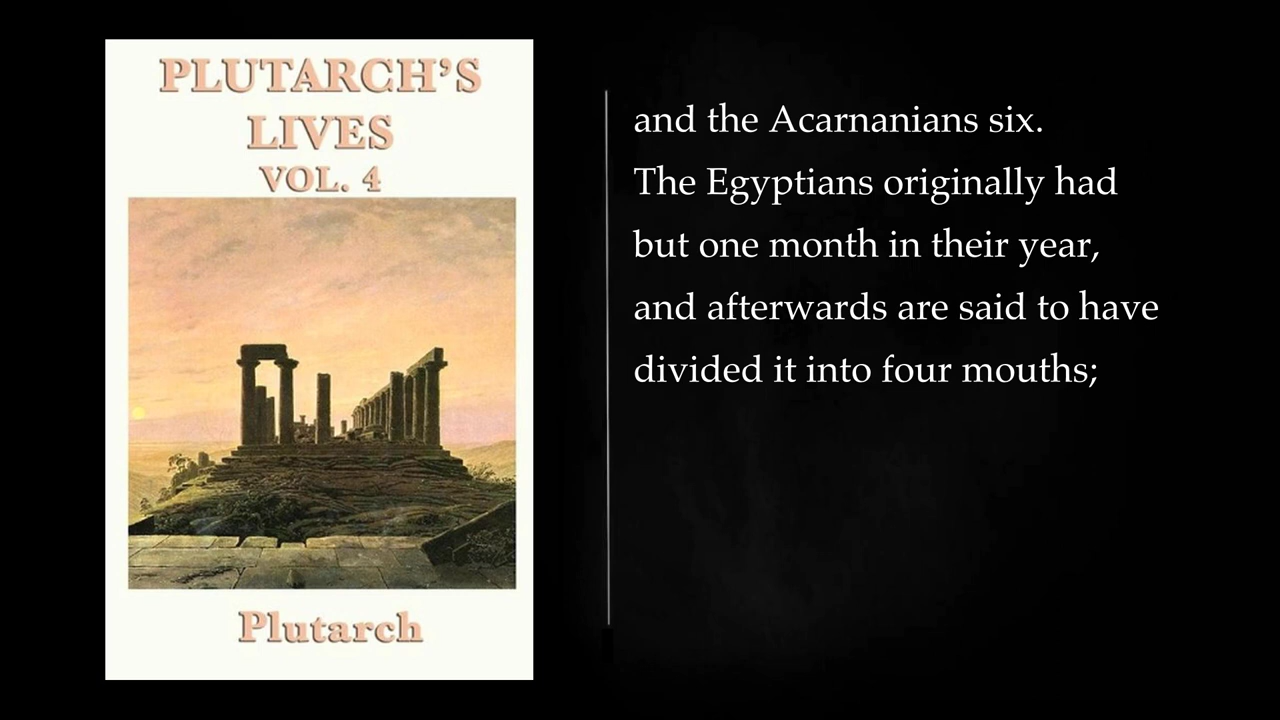 PLUTARCH'S
LIVES
VOL. 4
Plutarch
and the Acarnanians six.
The Egyptians originally had
but one month in their year,
and afterwards are said to have
divided it into four mouths;